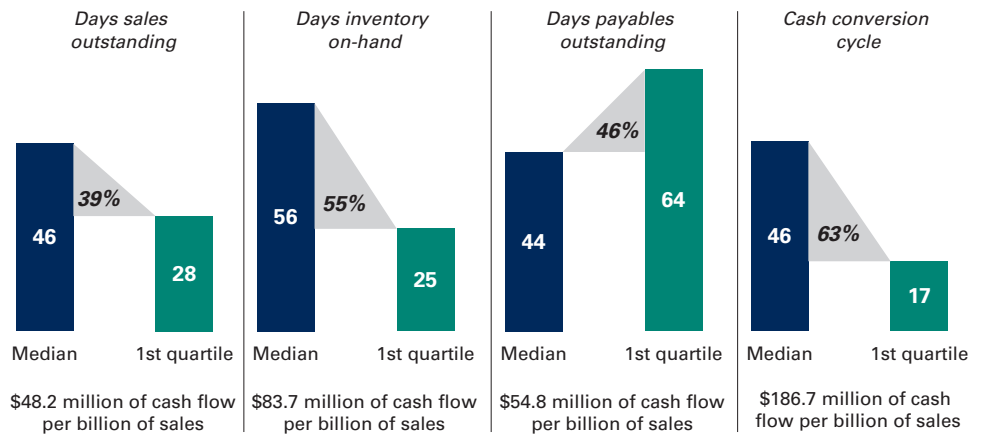 Days sales
outstanding
39%
46
28
Median
1st quartile
$48.2 million of cash flow
per billion of sales
Days inventory
on-hand
55%
56
25
Median
1st quartile
$83.7 million of cash flow
per billion of sales
Days payables
outstanding
46%
44
64
Median
1st quartile
$54.8 million of cash flow
per billion of sales
Cash conversion
cycle
46
63%
17
Median
1st quartile
$186.7 million of cash
flow per billion of sales